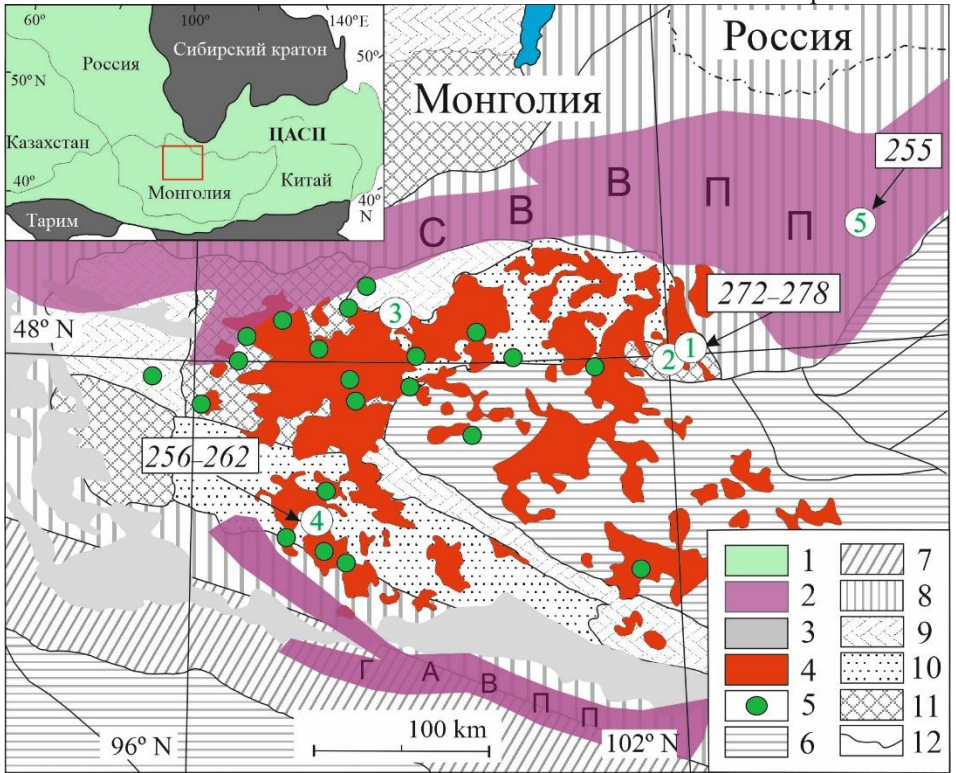 60°
100°
140°E
Сибирский кратон
50°
Россия
50° N
ЦАСП
Казахстан
40°
Монголия
Китай
40°
N
Тарим
Россия
Монголия
255
С В В П П
5
272–278
3
48° N
1
2
256–262
4
Г А В П П
100 km
96° N
102° N
1
2
3
4
5
6
7
8
9
10
11
12